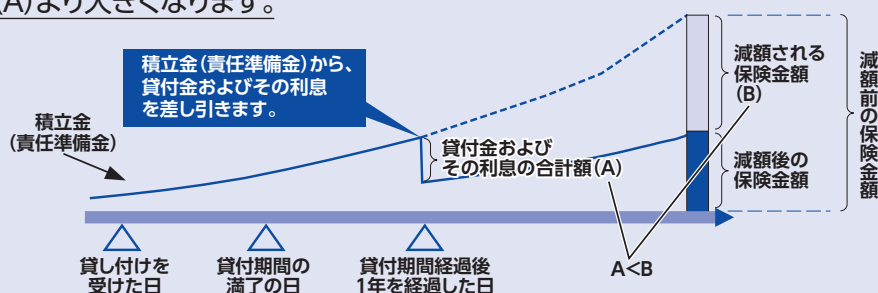 (A)より大きくなります。
積立金(責任準備金)から、
貸付金およびその利息
を差し引きます。
積立金
(責任準備金)
貸付金および
その利息の合計額(A)
減額される
保険金額
(B)
減額後の
保険金額
減額前の保険金額
貸し付けを
受けた日
貸付期間の
満了の日
貸付期間経過後
1年を経過した日
A<B